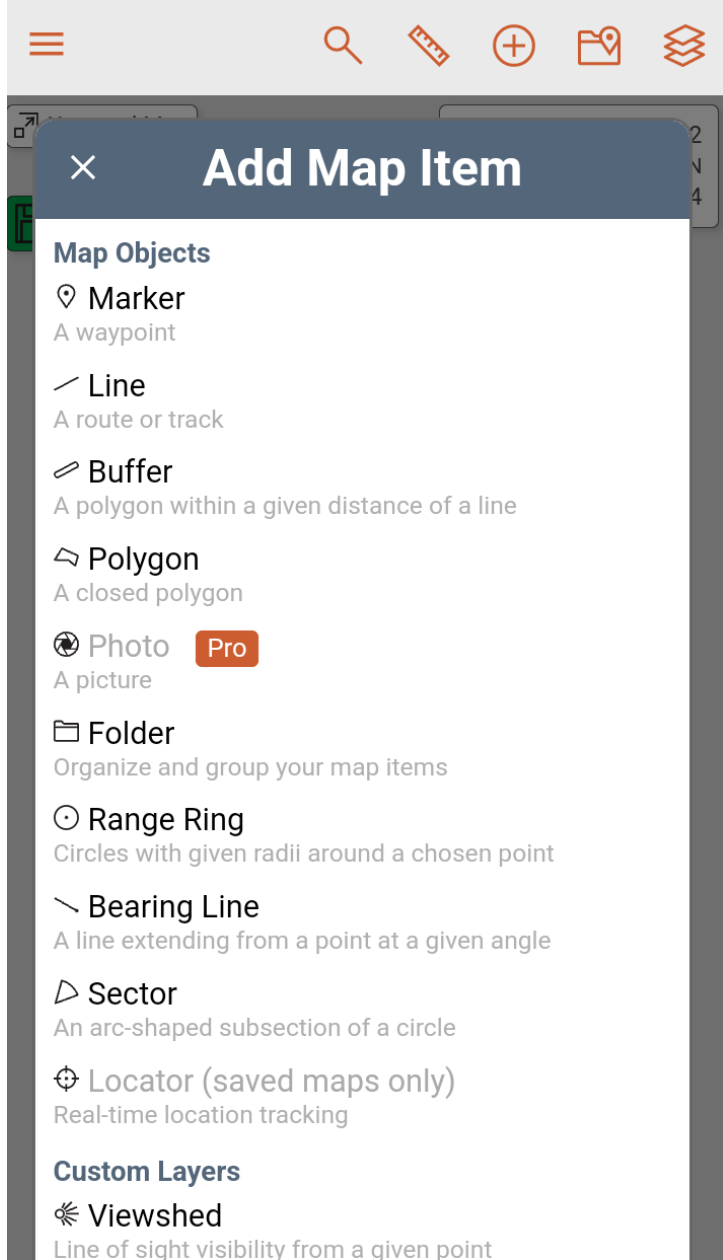 Add Map Item
Map Objects
Marker
A waypoint
Line
A route or track
Buffer
A polygon within a given distance of a line
Polygon
A closed polygon
Photo Pro
A picture
Folder
Organize and group your map items
Range Ring
Circles with given radii around a chosen point
Bearing Line
A line extending from a point at a given angle
Sector
An arc-shaped subsection of a circle
Locator (saved maps only)
Real-time location tracking
Custom Layers
Viewshed
Line of sight visibility from a given point